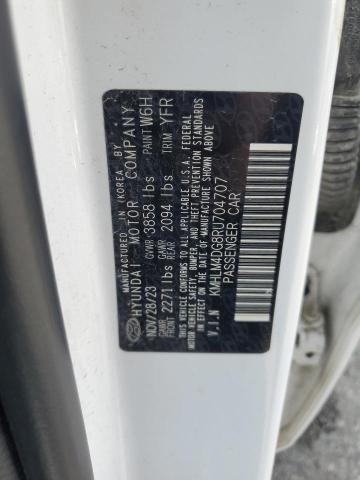 MANUFACTURED IN KOREA BY
HYUNDAI MOTOR COMPANY
NOV/28/23 GVWR 3858 lbs PAINT W6H
GAWR FRONT 2271 lbs GAWR REAR 2094 lbs TRIM YFR
THIS VEHICLE CONFORMS TO ALL APPLICABLE U.S.A. FEDERAL
MOTOR VEHICLE SAFETY, BUMPER, AND THEFT PREVENTION STANDARDS
IN EFFECT ON THE DATE OF MANUFACTURE SHOWN ABOVE
V.I.N KMHLM4DG8RU704707
PASSENGER CAR